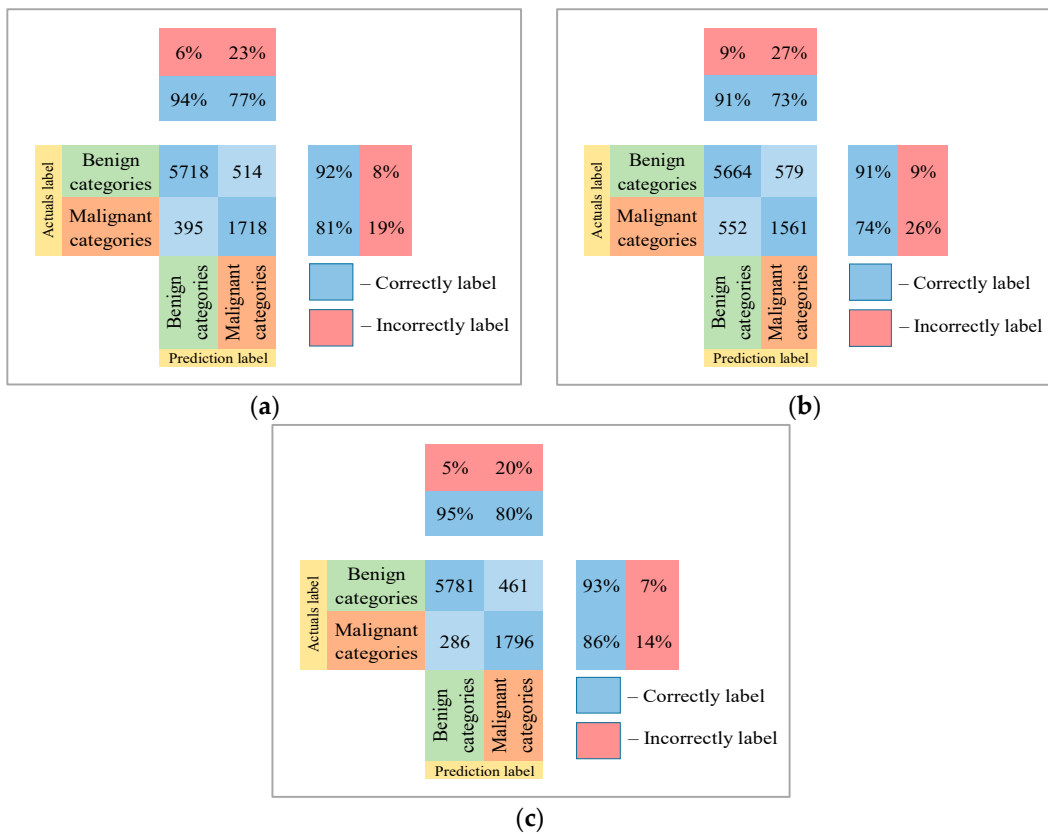 6% 23%
94% 77%
Actuals label
Benign
categories
5718 514
92% 8%
Malignant
categories
395 1718
81% 19%
Benign
categories
Malignant
categories
Prediction label
– Correctly label
– Incorrectly label
(a)
9% 27%
91% 73%
Actuals label
Benign
categories
5664 579
91% 9%
Malignant
categories
552 1561
74% 26%
Benign
categories
Malignant
categories
Prediction label
– Correctly label
– Incorrectly label
(b)
5% 20%
95% 80%
Actuals label
Benign
categories
5781 461
93% 7%
Malignant
categories
286 1796
86% 14%
Benign
categories
Malignant
categories
Prediction label
– Correctly label
– Incorrectly label
(c)